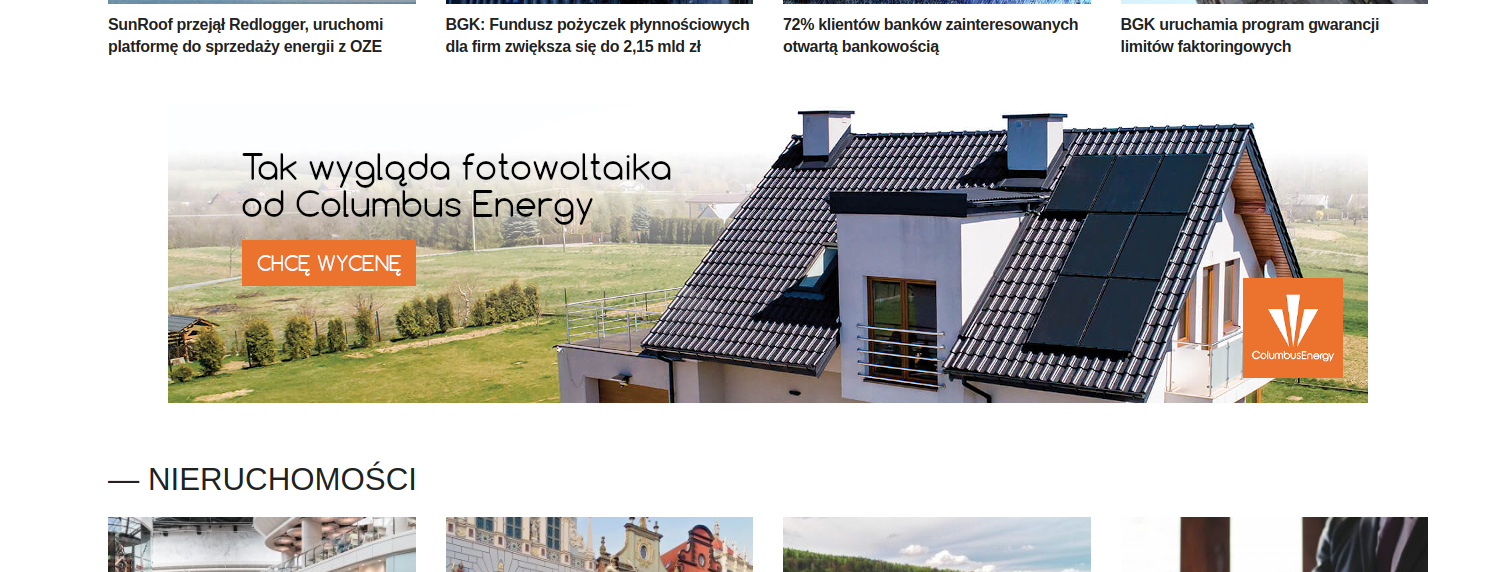 SunRoof przejął Redlogger, uruchomi
platformę do sprzedaży energii z OZE
BGK: Fundusz pożyczek płynnościowych
dla firm zwiększa się do 2,15 mld zł
72% klientów banków zainteresowanych
otwartą bankowością
BGK uruchamia program gwarancji
limitów faktoringowych
Tak wygląda fotowoltaika
od Columbus Energy
CHCĘ WYCENĘ
ColumbusEnergy
— NIERUCHOMOŚCI